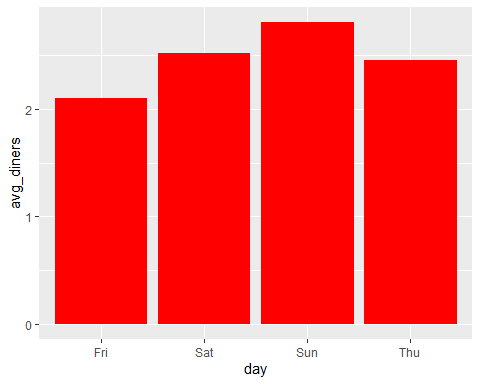 avg_diners
2
1
0
Fri Sat Sun Thu
day